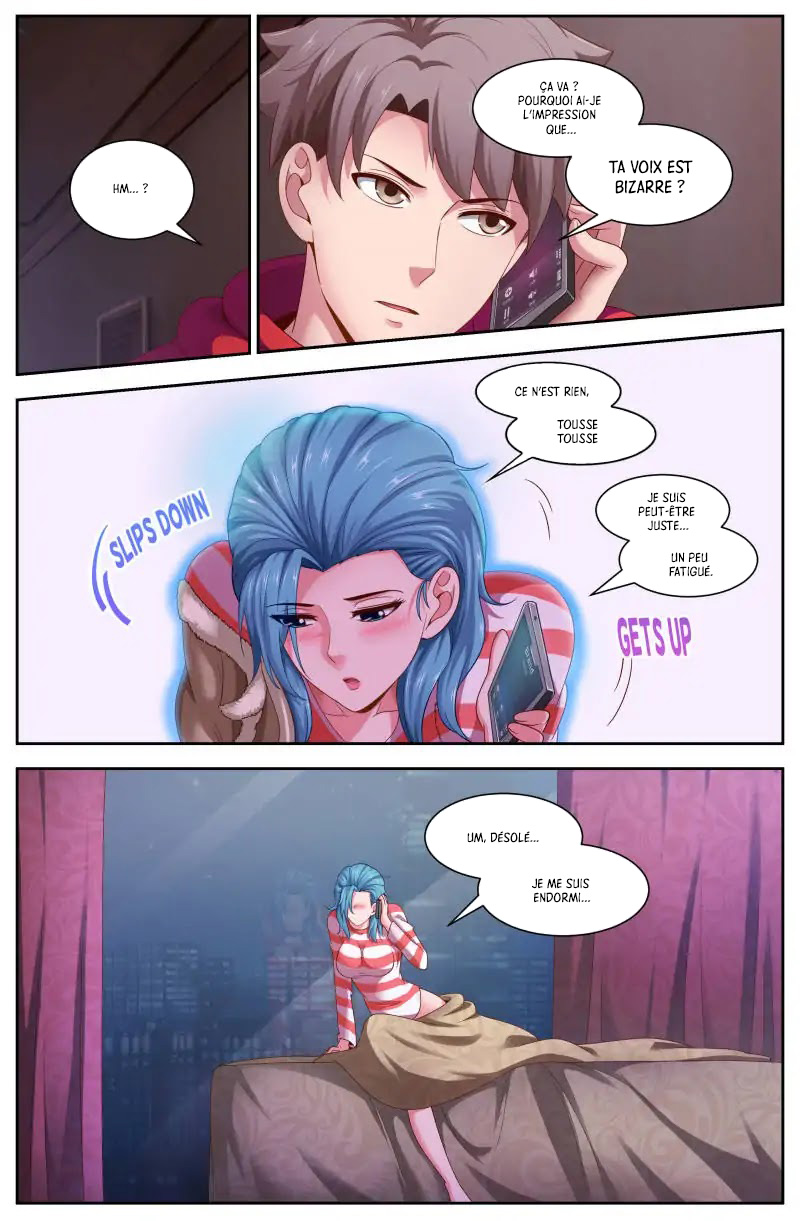 HM... ?
ÇA VA ?
POURQUOI AI-JE
L'IMPRESSION
QUE...
TA VOIX EST
BIZARRE ?
CE N'EST RIEN,
TOUSSE
TOUSSE
SLIPS DOWN
JE SUIS
PEUT-ÊTRE
JUSTE...
UN PEU
FATIGUÉ.
GETS UP
UM, DÉSOLÉ...
JE ME SUIS
ENDORMI...